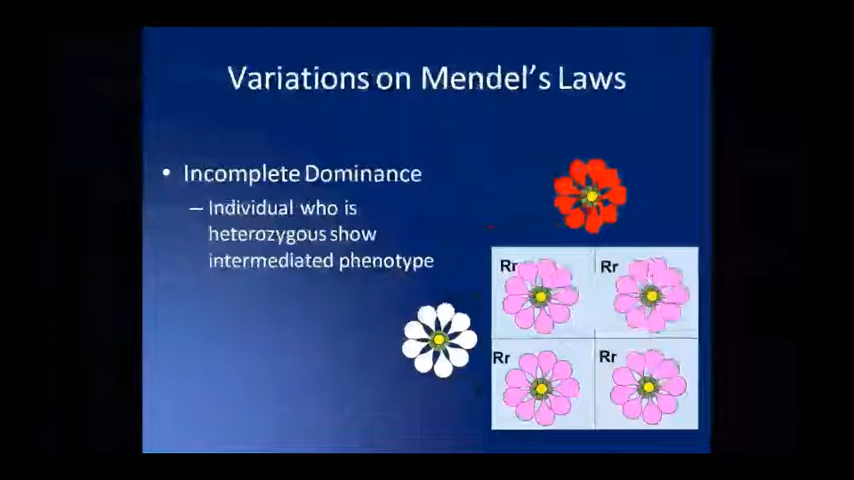 Variations on Mendel's Laws
• Incomplete Dominance
– Individual who is
heterozygous show
intermediated phenotype
Rr
Rr
Rr
Rr